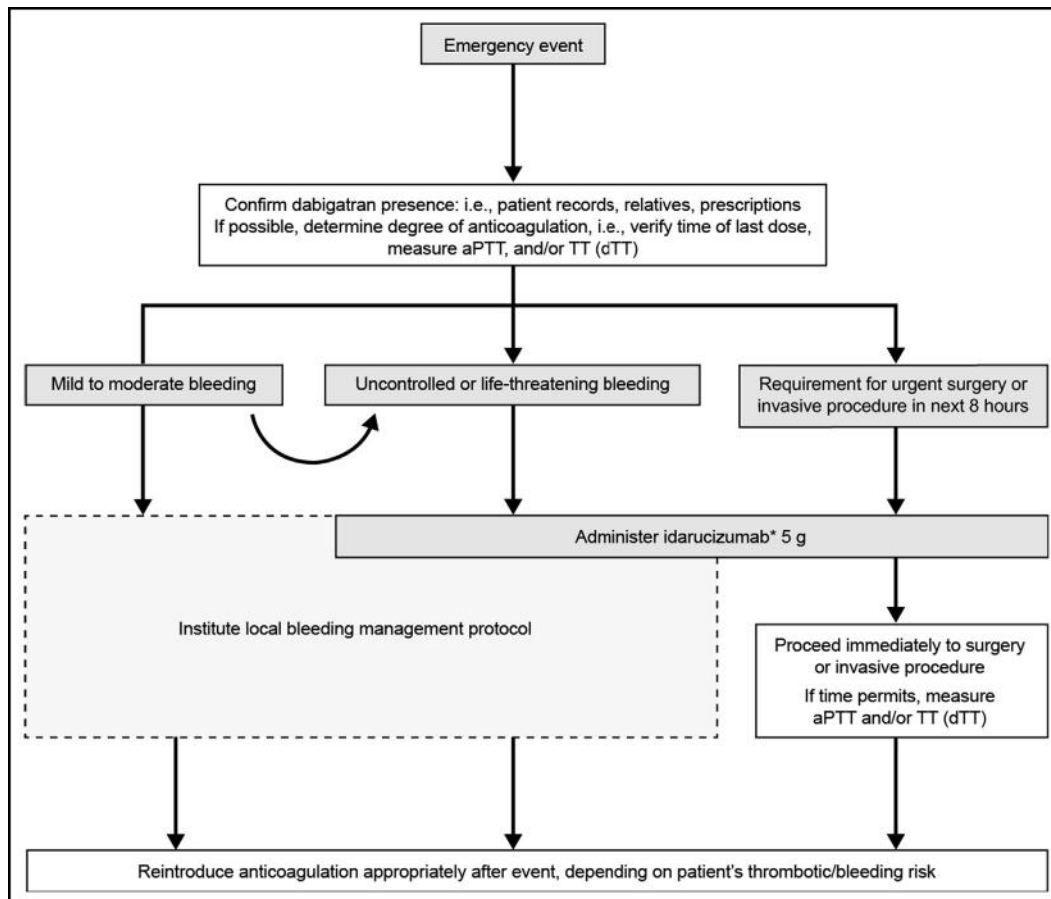 Emergency event
Confirm dabigatran presence: i.e., patient records, relatives, prescriptions
If possible, determine degree of anticoagulation, i.e., verify time of last dose,
measure aPTT, and/or TT (dTT)
Mild to moderate bleeding
Uncontrolled or life-threatening bleeding
Requirement for urgent surgery or
invasive procedure in next 8 hours
Administer idarucizumab* 5 g
Institute local bleeding management protocol
Proceed immediately to surgery
or invasive procedure
If time permits, measure
aPTT and/or TT (dTT)
Reintroduce anticoagulation appropriately after event, depending on patient's thrombotic/bleeding risk